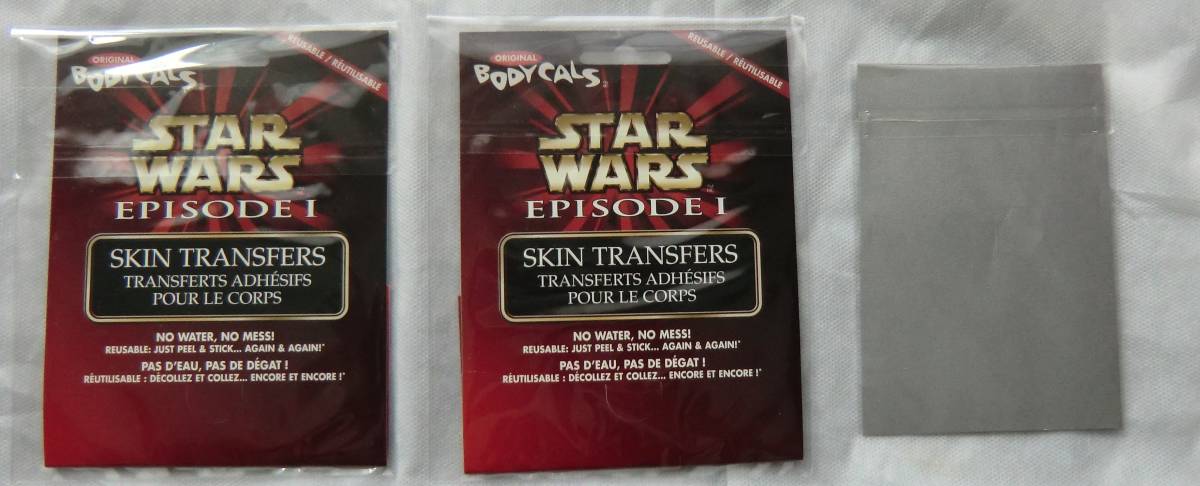 ORIGINAL
BODYCALS®
REUSABLE / RÉUTILISABLE
STAR
WARS™
EPISODE I
SKIN TRANSFERS
TRANSFERTS ADHÉSIFS
POUR LE CORPS
NO WATER, NO MESS!
REUSABLE: JUST PEEL & STICK... AGAIN & AGAIN!*
PAS D'EAU, PAS DE DÉGAT !
RÉUTILISABLE : DÉCOLLEZ ET COLLEZ... ENCORE ET ENCORE !*
ORIGINAL
BODYCALS®
REUSABLE / RÉUTILISABLE
STAR
WARS™
EPISODE I
SKIN TRANSFERS
TRANSFERTS ADHÉSIFS
POUR LE CORPS
NO WATER, NO MESS!
REUSABLE: JUST PEEL & STICK... AGAIN & AGAIN!*
PAS D'EAU, PAS DE DÉGAT !
RÉUTILISABLE : DÉCOLLEZ ET COLLEZ... ENCORE ET ENCORE !*